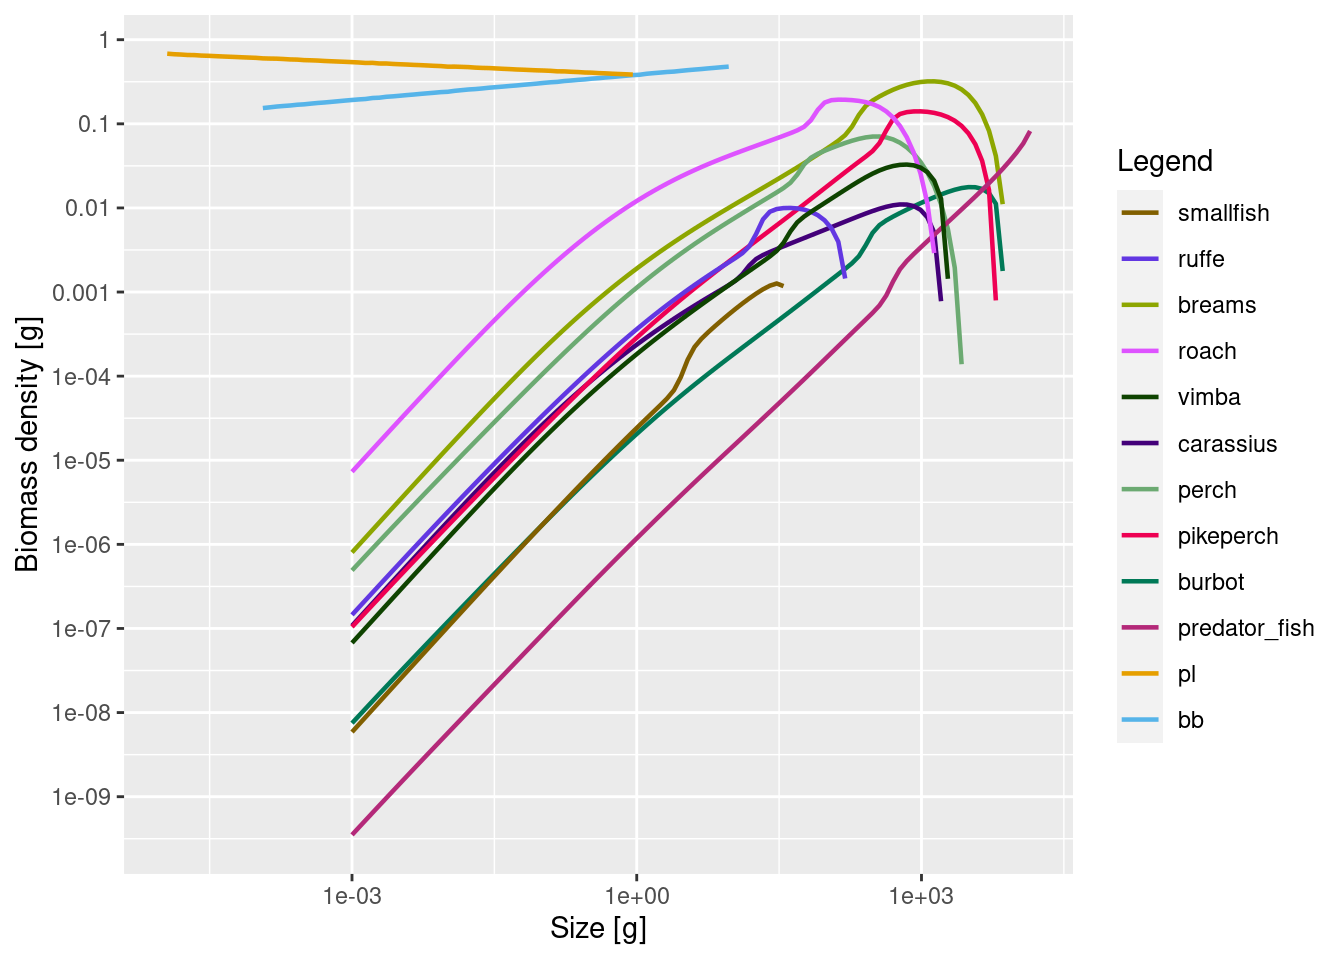 1
0.1
0.01
0.001
1e-04
1e-05
1e-06
1e-07
1e-08
1e-09
Biomass density [g]
1e-03
1e+00
1e+03
Size [g]
Legend
smallfish
ruffe
breams
roach
vimba
carassius
perch
pikeperch
burbot
predator_fish
pl
bb